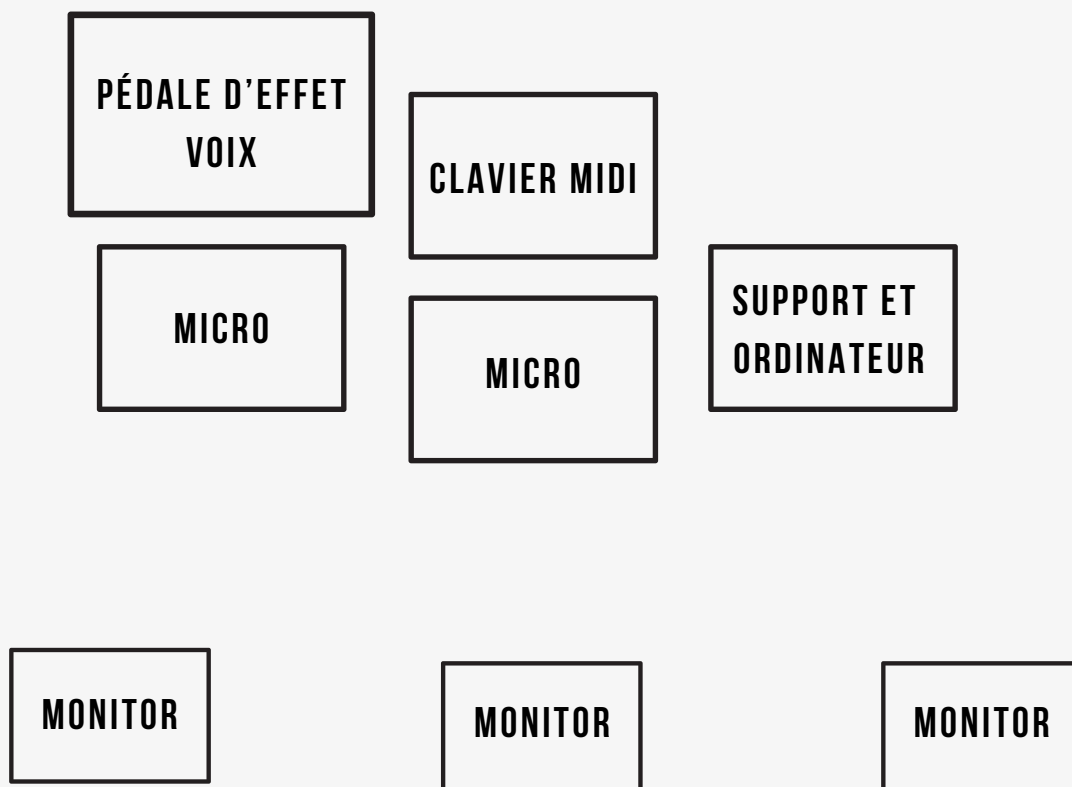 PÉDALE D'EFFET
VOIX
CLAVIER MIDI
MICRO
MICRO
SUPPORT ET
ORDINATEUR
MONITOR
MONITOR
MONITOR